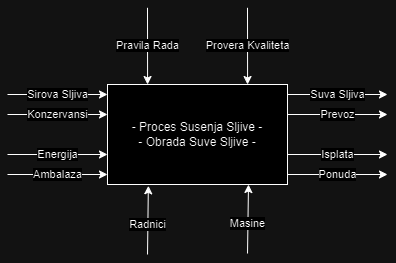 Pravila Rada
Provera Kvaliteta
Sirova Sljiva
Konzervansi
Energija
Ambalaza
- Proces Susenja Sljive -
- Obrada Suve Sljive -
Suva Sljiva
Prevoz
Isplata
Ponuda
Radnici
Masine